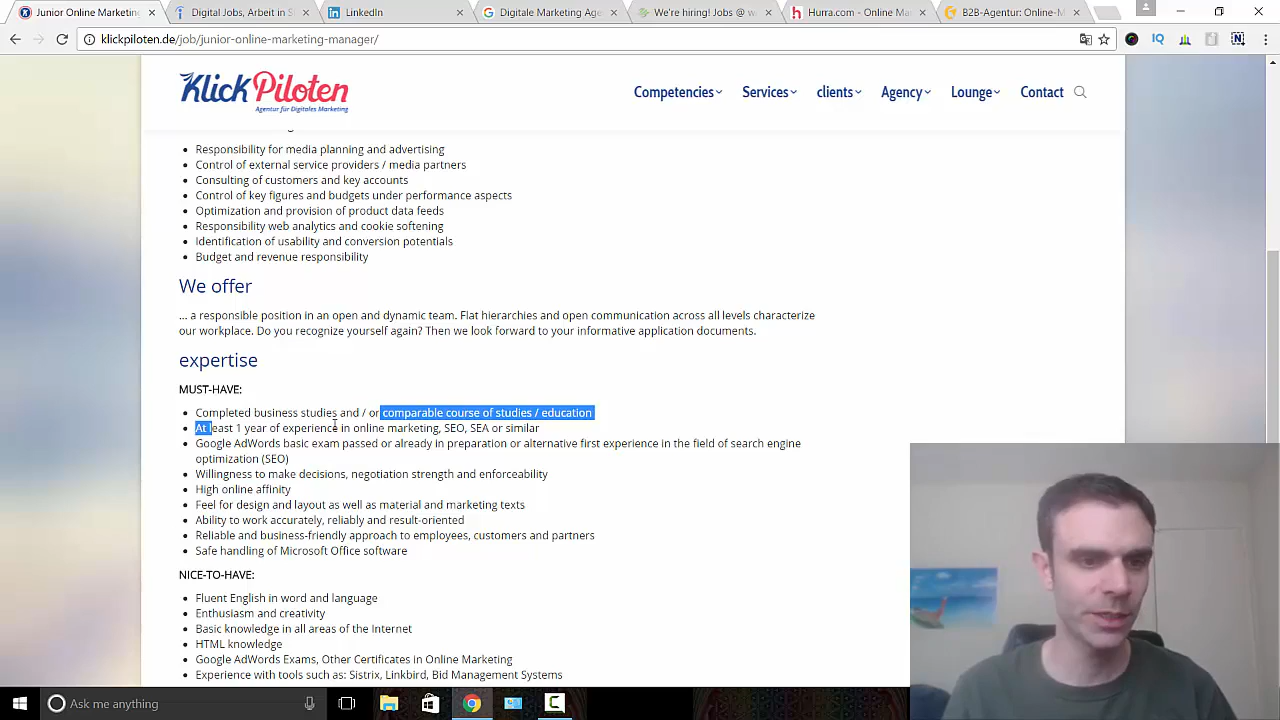 Junior Online Marketing
Digital Jobs, Arbeit in S
LinkedIn
Digitale Marketing Age
We're hiring! Jobs @ w
Hurra.com - Online Ma
B2B-Agentur: Online-M
klickpiloten.de/job/junior-online-marketing-manager/
KlickPiloten
Agentur für Digitales Marketing
Competencies
Services
clients
Agency
Lounge
Contact
Responsibility for media planning and advertising
Control of external service providers / media partners
Consulting of customers and key accounts
Control of key figures and budgets under performance aspects
Optimization and provision of product data feeds
Responsibility web analytics and cookie softening
Identification of usability and conversion potentials
Budget and revenue responsibility
We offer
... a responsible position in an open and dynamic team. Flat hierarchies and open communication across all levels characterize
our workplace. Do you recognize yourself again? Then we look forward to your informative application documents.
expertise
MUST-HAVE:
Completed business studies and / or comparable course of studies / education
At least 1 year of experience in online marketing, SEO, SEA or similar
Google AdWords basic exam passed or already in preparation or alternative first experience in the field of search engine
optimization (SEO)
Willingness to make decisions, negotiation strength and enforceability
High online affinity
Feel for design and layout as well as material and marketing texts
Ability to work accurately, reliably and result-oriented
Reliable and business-friendly approach to employees, customers and partners
Safe handling of Microsoft Office software
NICE-TO-HAVE:
Fluent English in word and language
Enthusiasm and creativity
Basic knowledge in all areas of the Internet
HTML knowledge
Google AdWords Exams, Other Certificates in Online Marketing
Experience with tools such as: Sistrix, Linkbird, Bid Management Systems
Ask me anything